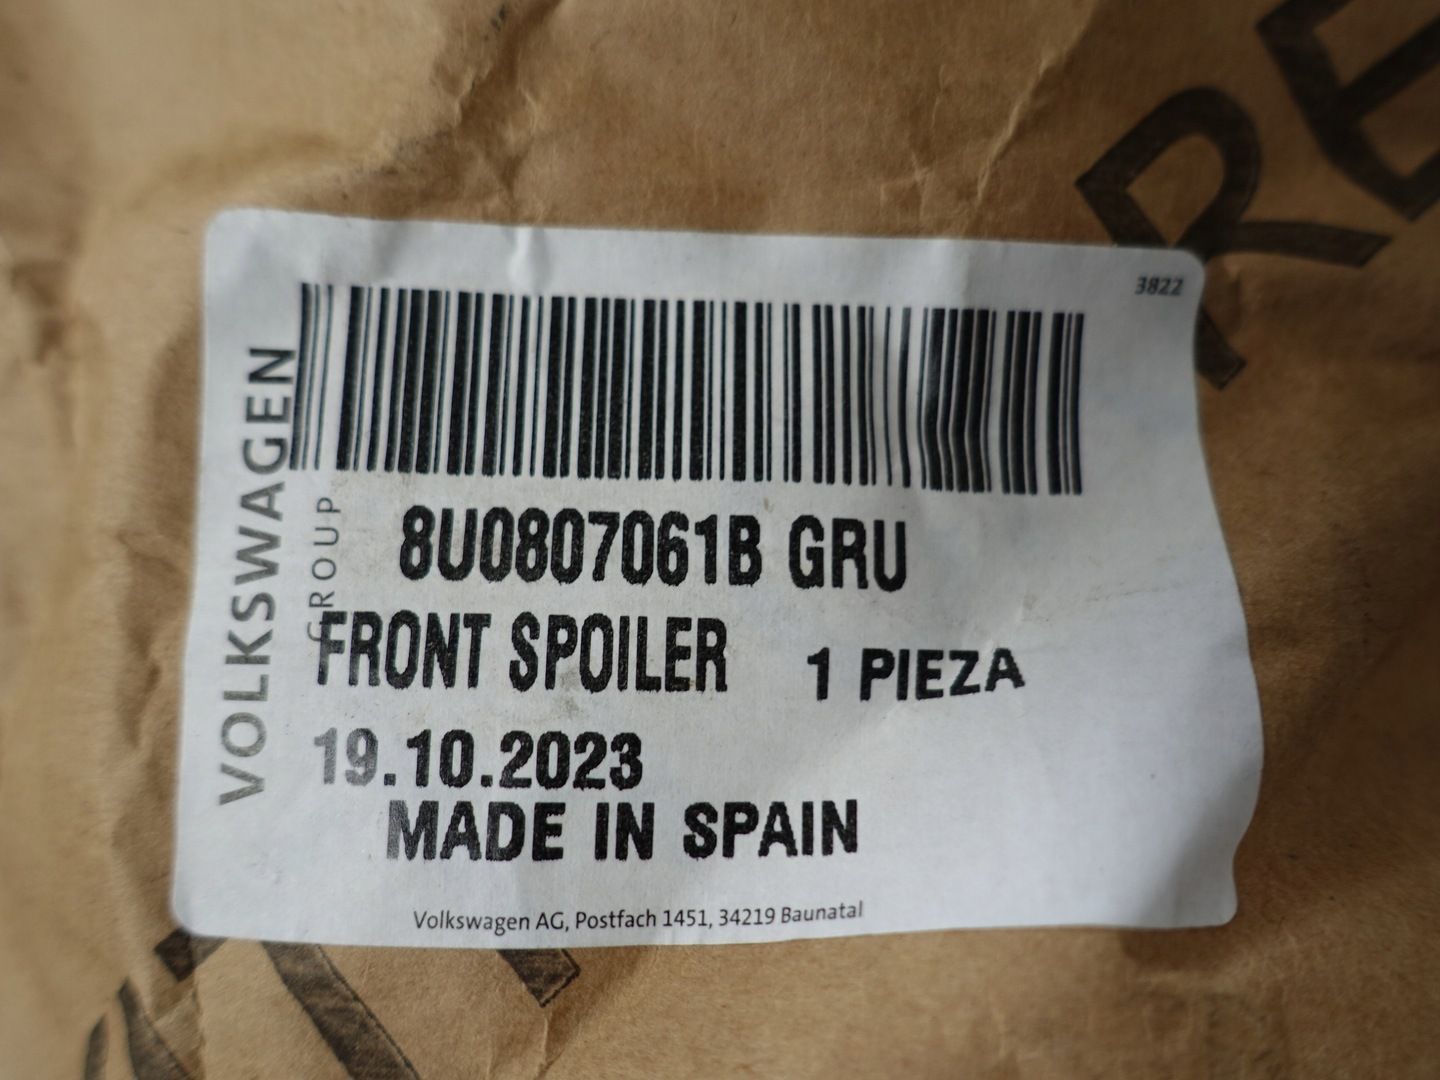 RE
3822
VOLKSWAGEN
GROUP
8U0807061B GRU
FRONT SPOILER 1 PIEZA
19.10.2023
MADE IN SPAIN
Volkswagen AG, Postfach 1451, 34219 Baunatal